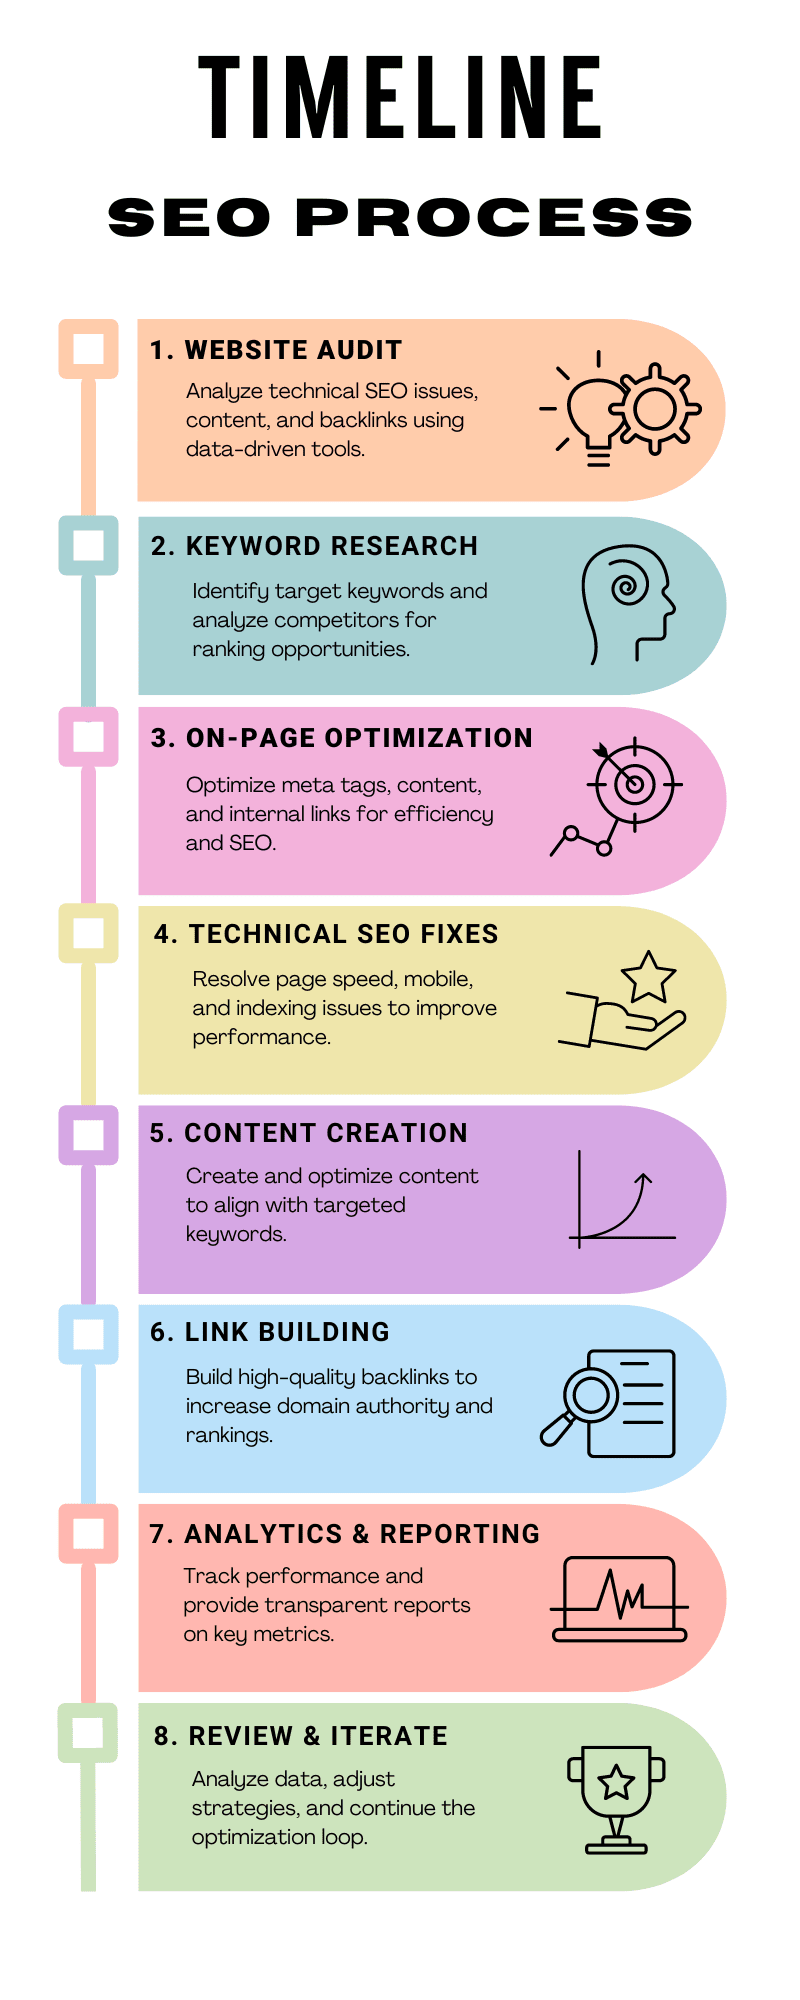 TIMELINE
SEO PROCESS
1. WEBSITE AUDIT
Analyze technical SEO issues,
content, and backlinks using
data-driven tools.
2. KEYWORD RESEARCH
Identify target keywords and
analyze competitors for
ranking opportunities.
3. ON-PAGE OPTIMIZATION
Optimize meta tags, content,
and internal links for efficiency
and SEO.
4. TECHNICAL SEO FIXES
Resolve page speed, mobile,
and indexing issues to improve
performance.
5. CONTENT CREATION
Create and optimize content
to align with targeted
keywords.
6. LINK BUILDING
Build high-quality backlinks to
increase domain authority and
rankings.
7. ANALYTICS & REPORTING
Track performance and
provide transparent reports
on key metrics.
8. REVIEW & ITERATE
Analyze data, adjust
strategies, and continue the
optimization loop.